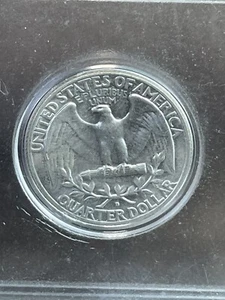 UNITED STATES OF AMERICA
E PLURIBUS
UNUM
QUARTER DOLLAR